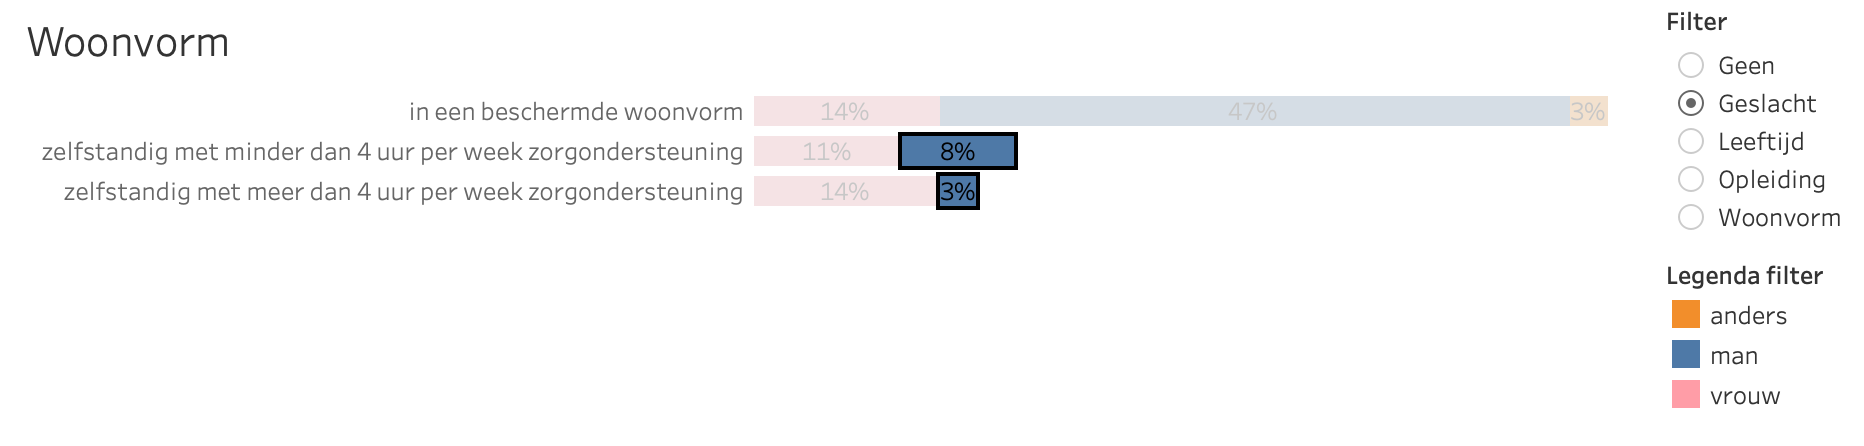 Woonvorm
in een beschermde woonvorm 14% 47% 3%
zelfstandig met minder dan 4 uur per week zorgondersteuning 11% 8%
zelfstandig met meer dan 4 uur per week zorgondersteuning 14% 3%
Filter
Geen
Geslacht
Leeftijd
Opleiding
Woonvorm
Legenda filter
anders
man
vrouw